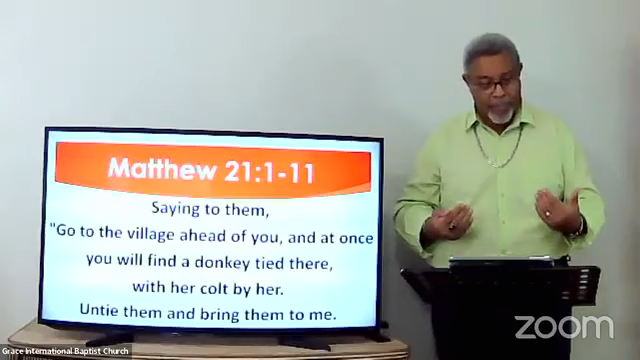 Matthew 21:1-11
Saying to them,
"Go to the village ahead of you, and at once
you will find a donkey tied there,
with her colt by her.
Untie them and bring them to me.
Grace International Baptist Church
zoom